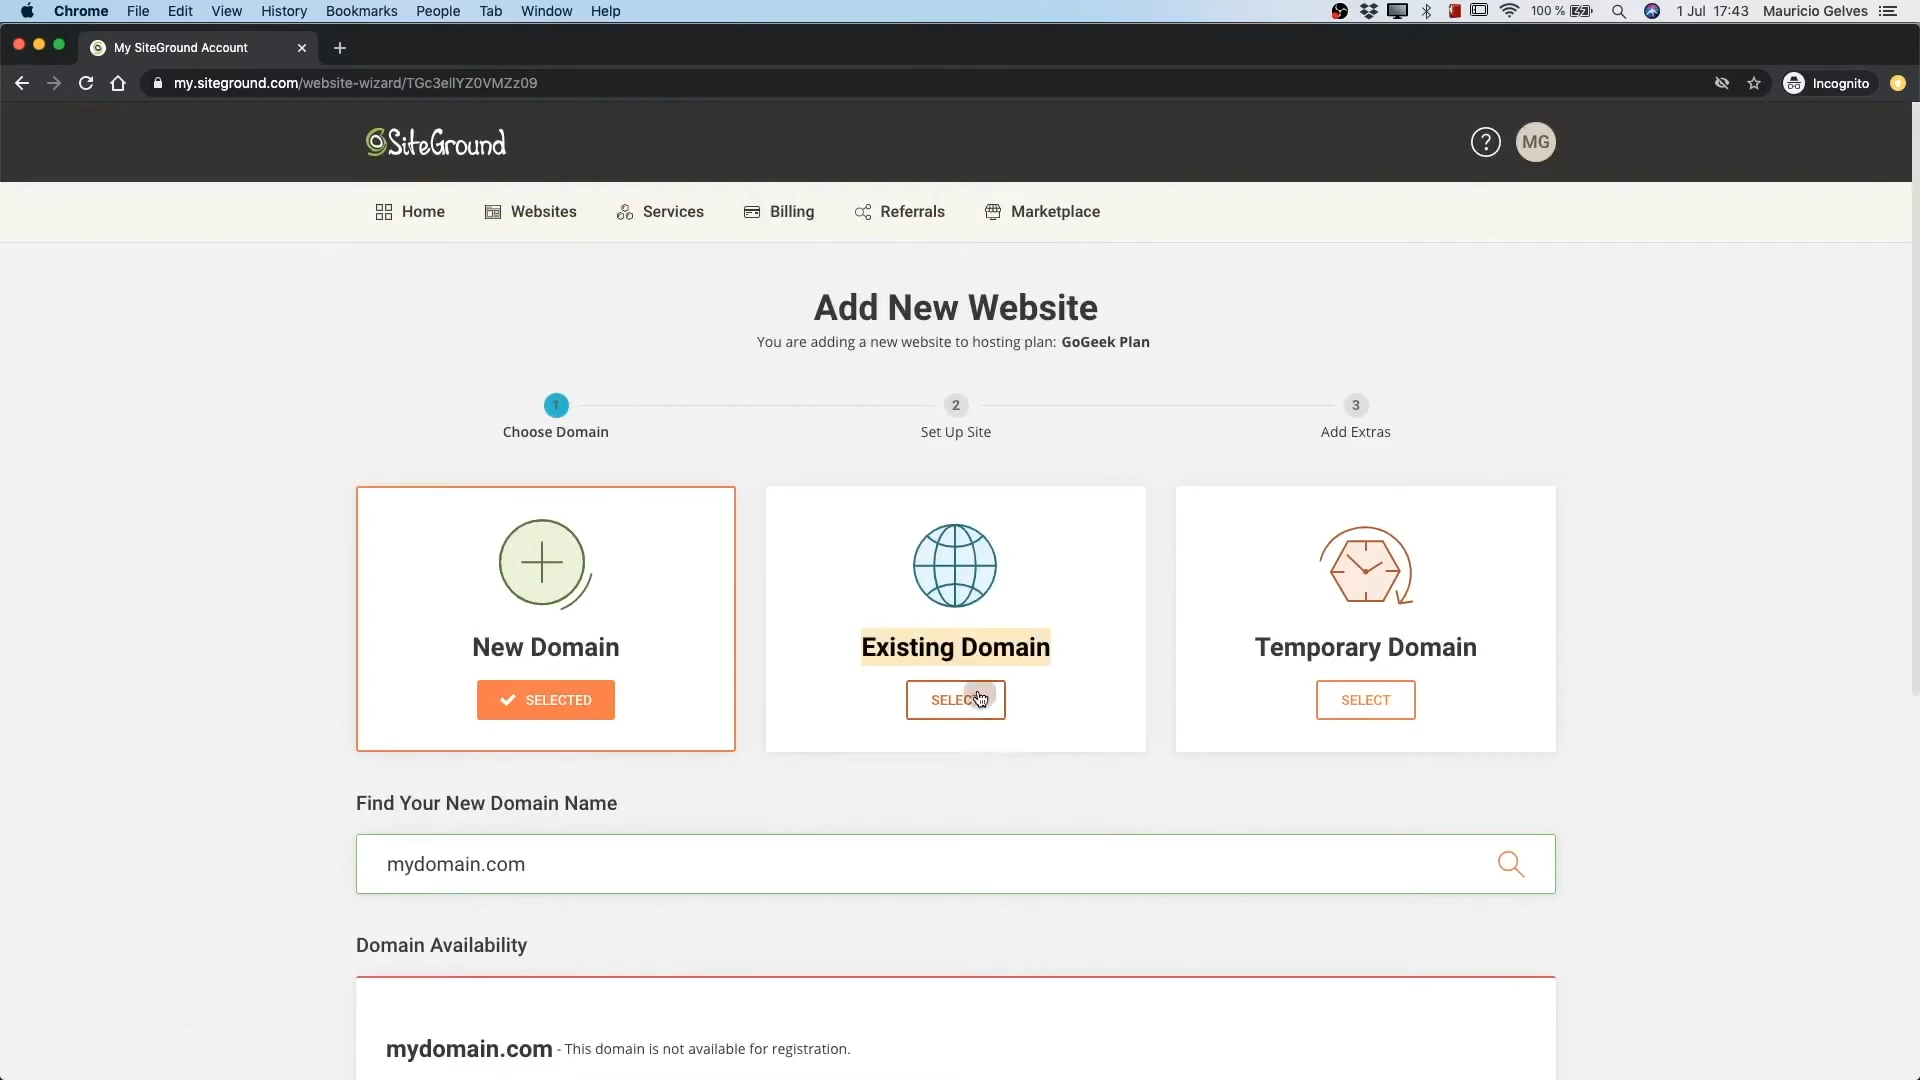 Chrome File Edit View History Bookmarks People Tab Window Help 100 % 1 Jul 17:43 Mauricio Gelves
My SiteGround Account
my.siteground.com/website-wizard/TGc3ellYZ0VMZz09 Incognito
SiteGround ? MG
Home Websites Services Billing Referrals Marketplace
Add New Website
You are adding a new website to hosting plan: GoGeek Plan
1 2 3
Choose Domain Set Up Site Add Extras
New Domain Existing Domain Temporary Domain
SELECTED SELECT SELECT
Find Your New Domain Name
mydomain.com
Domain Availability
mydomain.com - This domain is not available for registration.